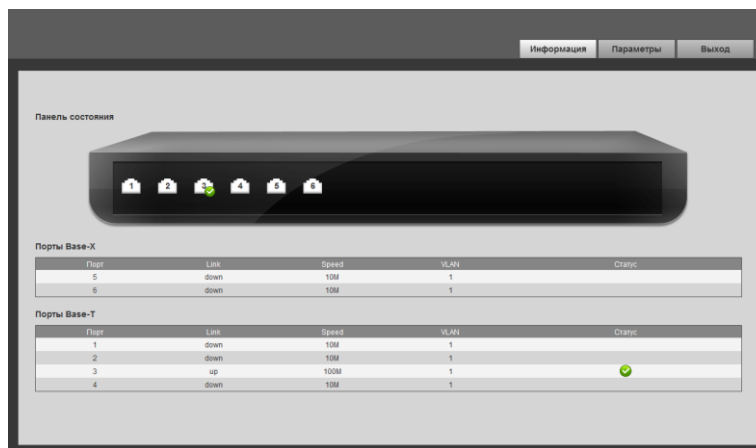 Информация Параметры Выход
Панель состояния
1 2 3 4 5 6
Порты Base-X
Порт Link Speed VLAN Статус
5 down 10M 1
6 down 10M 1
Порты Base-T
Порт Link Speed VLAN Статус
1 down 10M 1
2 down 10M 1
3 up 100M 1
4 down 10M 1